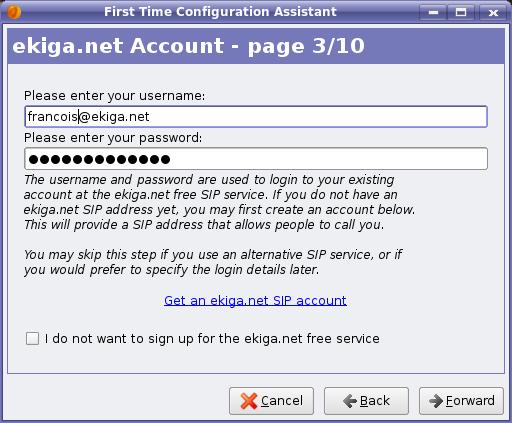 First Time Configuration Assistant
ekiga.net Account - page 3/10
Please enter your username:
francois@ekiga.net
Please enter your password:
●●●●●●●●●●●●●
The username and password are used to login to your existing
account at the ekiga.net free SIP service. If you do not have an
ekiga.net SIP address yet, you may first create an account below.
This will provide a SIP address that allows people to call you.
You may skip this step if you use an alternative SIP service, or if
you would prefer to specify the login details later.
Get an ekiga.net SIP account
I do not want to sign up for the ekiga.net free service
Cancel Back Forward